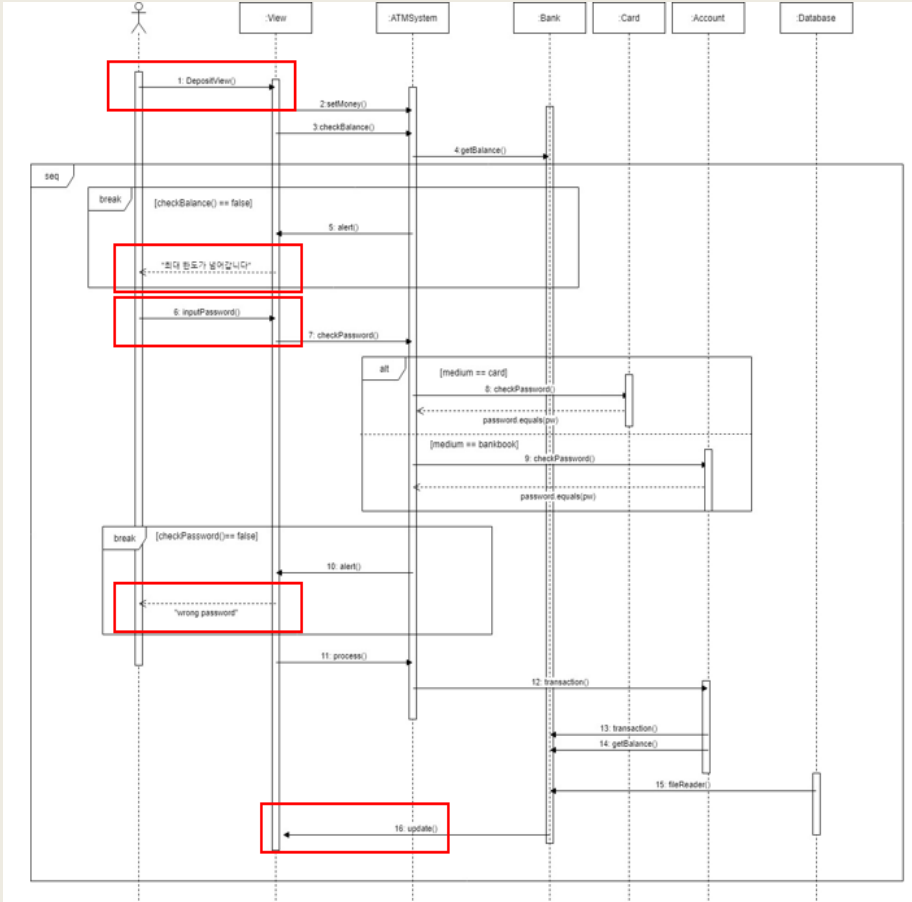 :View
:ATMSystem
:Bank
:Card
:Account
:Database
1: DepositView()
2:setMoney()
3:checkBalance()
4:getBalance()
seq
break
[checkBalance() == false]
5: alert()
"최대 한도가 넘어갑니다"
6: inputPassword()
7: checkPassword()
alt
[medium == card]
8: checkPassword()
password.equals(pw)
[medium == bankbook]
9: checkPassword()
password.equals(pw)
break
[checkPassword()== false]
10: alert()
"wrong password"
11: process()
12: transaction()
13: transaction()
14: getBalance()
15: fileReader()
16: update()